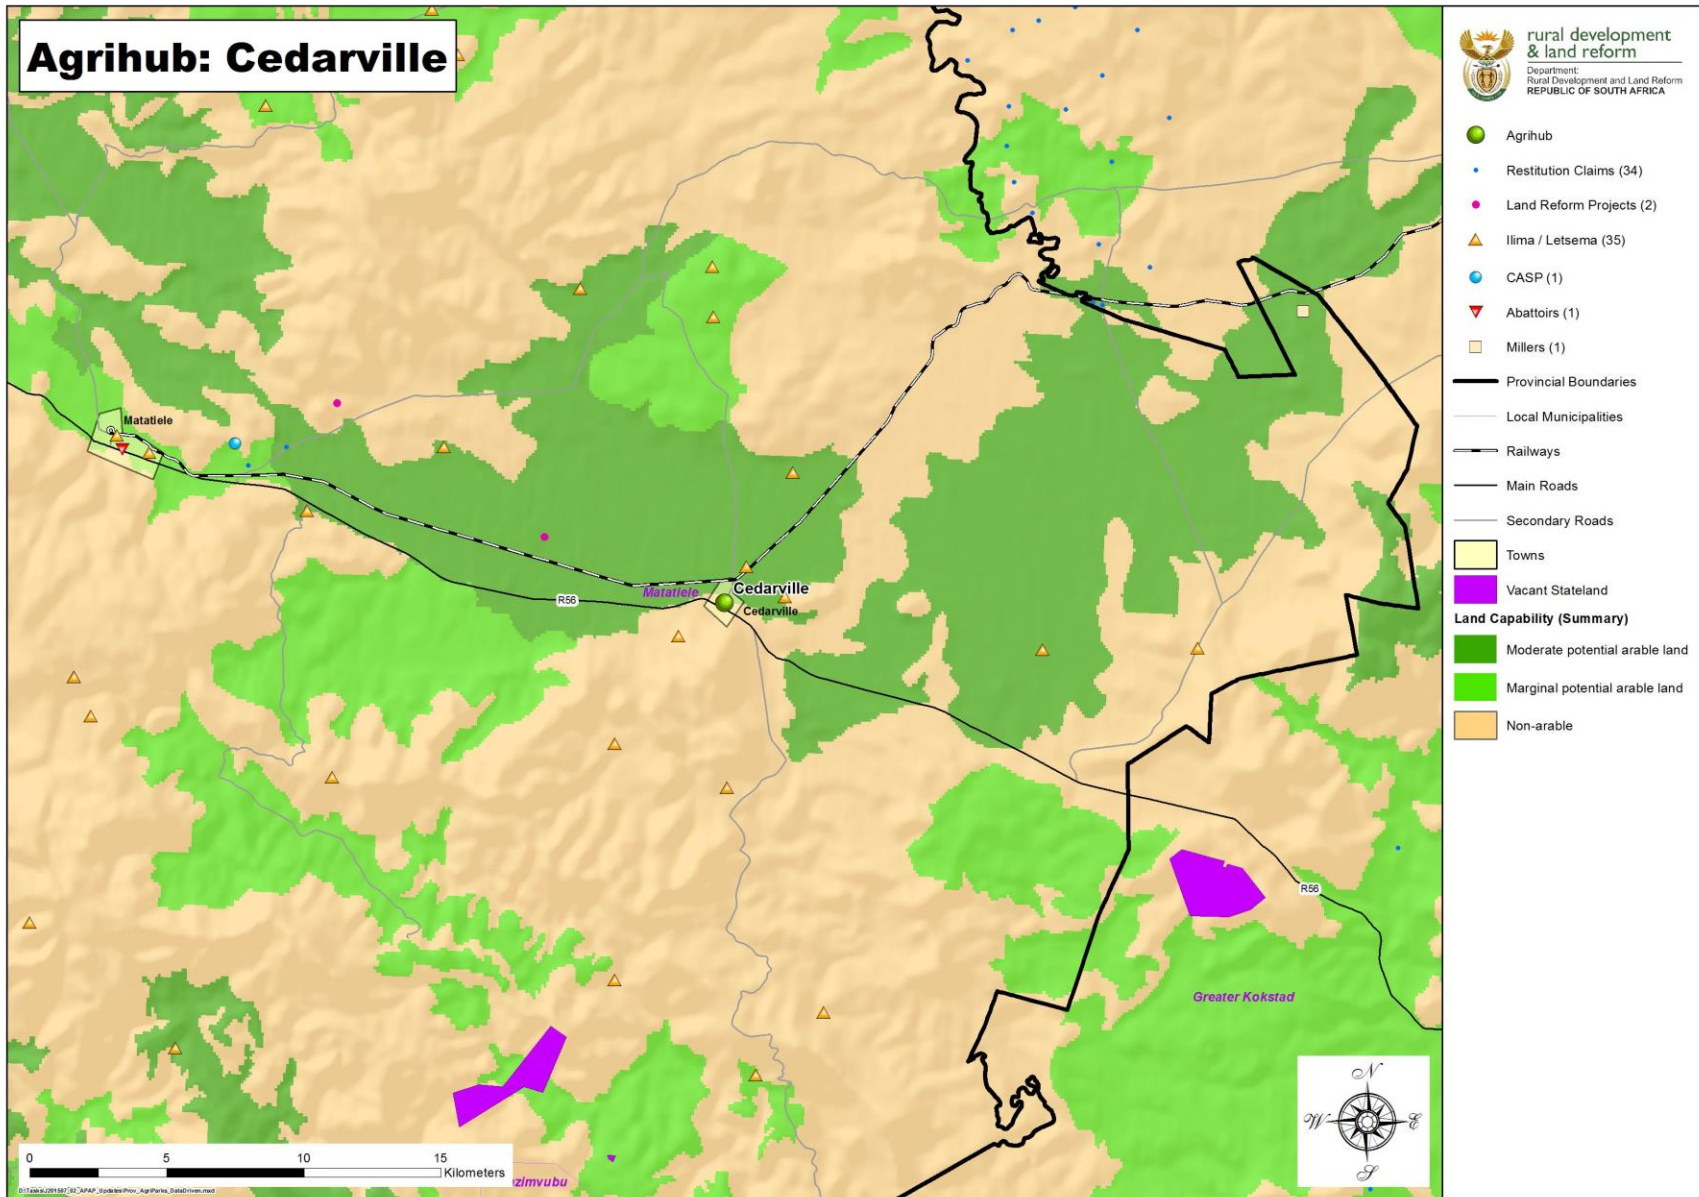 Agrihub: Cedarville
rural development
& land reform
Department:
Rural Development and Land Reform
REPUBLIC OF SOUTH AFRICA
Agrihub
Restitution Claims (34)
Land Reform Projects (2)
Ilima / Letsema (35)
CASP (1)
Abattoirs (1)
Millers (1)
Provincial Boundaries
Local Municipalities
Railways
Main Roads
Secondary Roads
Towns
Vacant Stateland
Land Capability (Summary)
Moderate potential arable land
Marginal potential arable land
Non-arable
Matatiele
R56
Matatiele
Cedarville
Cedarville
R56
Greater Kokstad
N
W
E
S
0 5 10 15
Kilometers
zimvubu